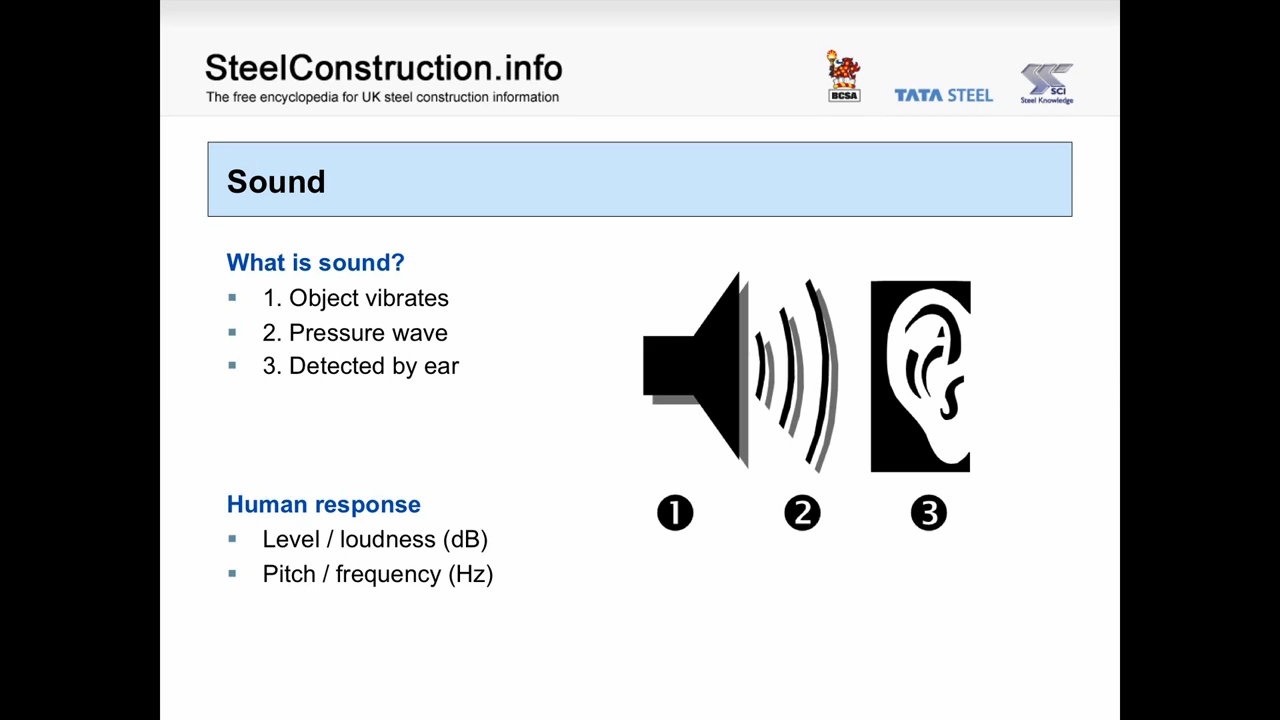 SteelConstruction.info
The free encyclopedia for UK steel construction information
BCSA
TATA STEEL
SCI
Steel Knowledge
Sound
What is sound?
1. Object vibrates
2. Pressure wave
3. Detected by ear
Human response
Level / loudness (dB)
Pitch / frequency (Hz)
1
2
3